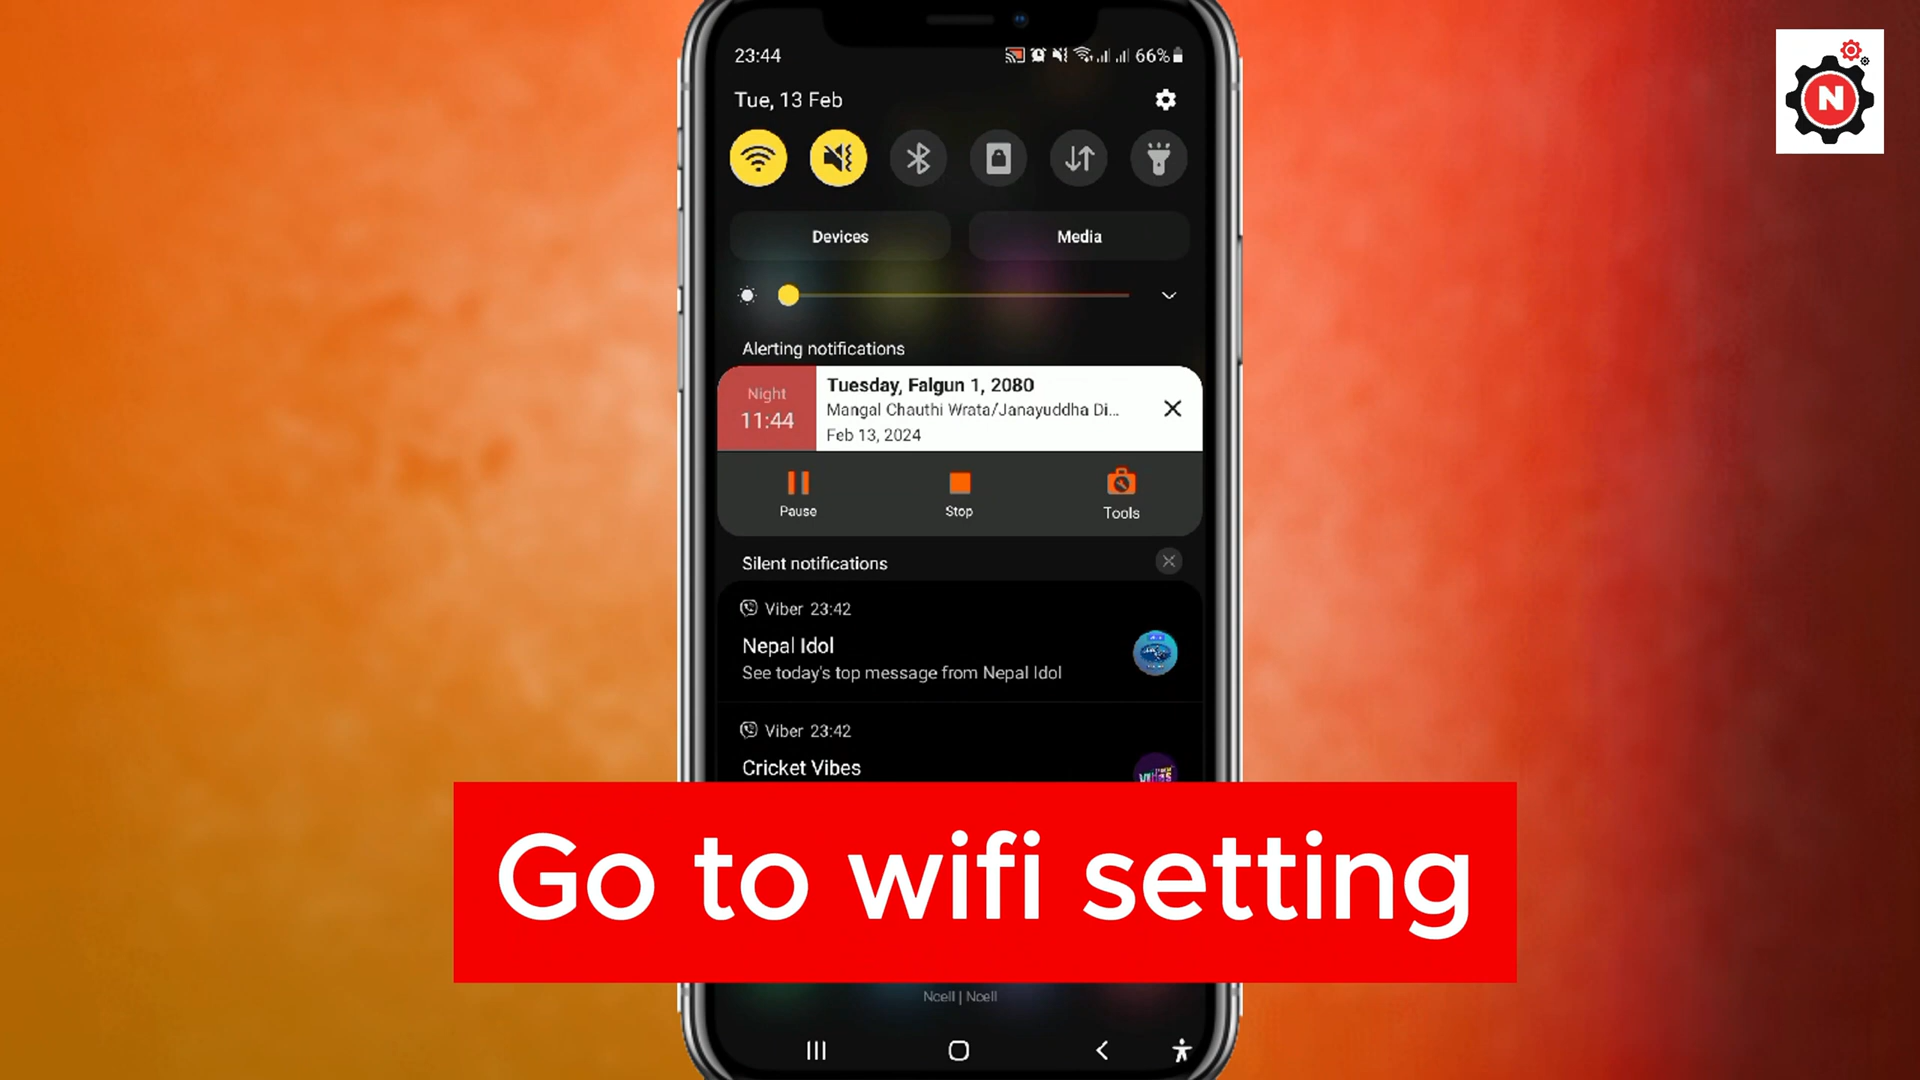 23:44
66%
N
Tue, 13 Feb
Devices
Media
Alerting notifications
Night
11:44
Tuesday, Falgun 1, 2080
Mangal Chauthi Wrata/Janayuddha Di...
Feb 13, 2024
Pause
Stop
Tools
Silent notifications
Viber 23:42
Nepal Idol
See today's top message from Nepal Idol
Viber 23:42
Cricket Vibes
Go to wifi setting
Ncell | Ncell